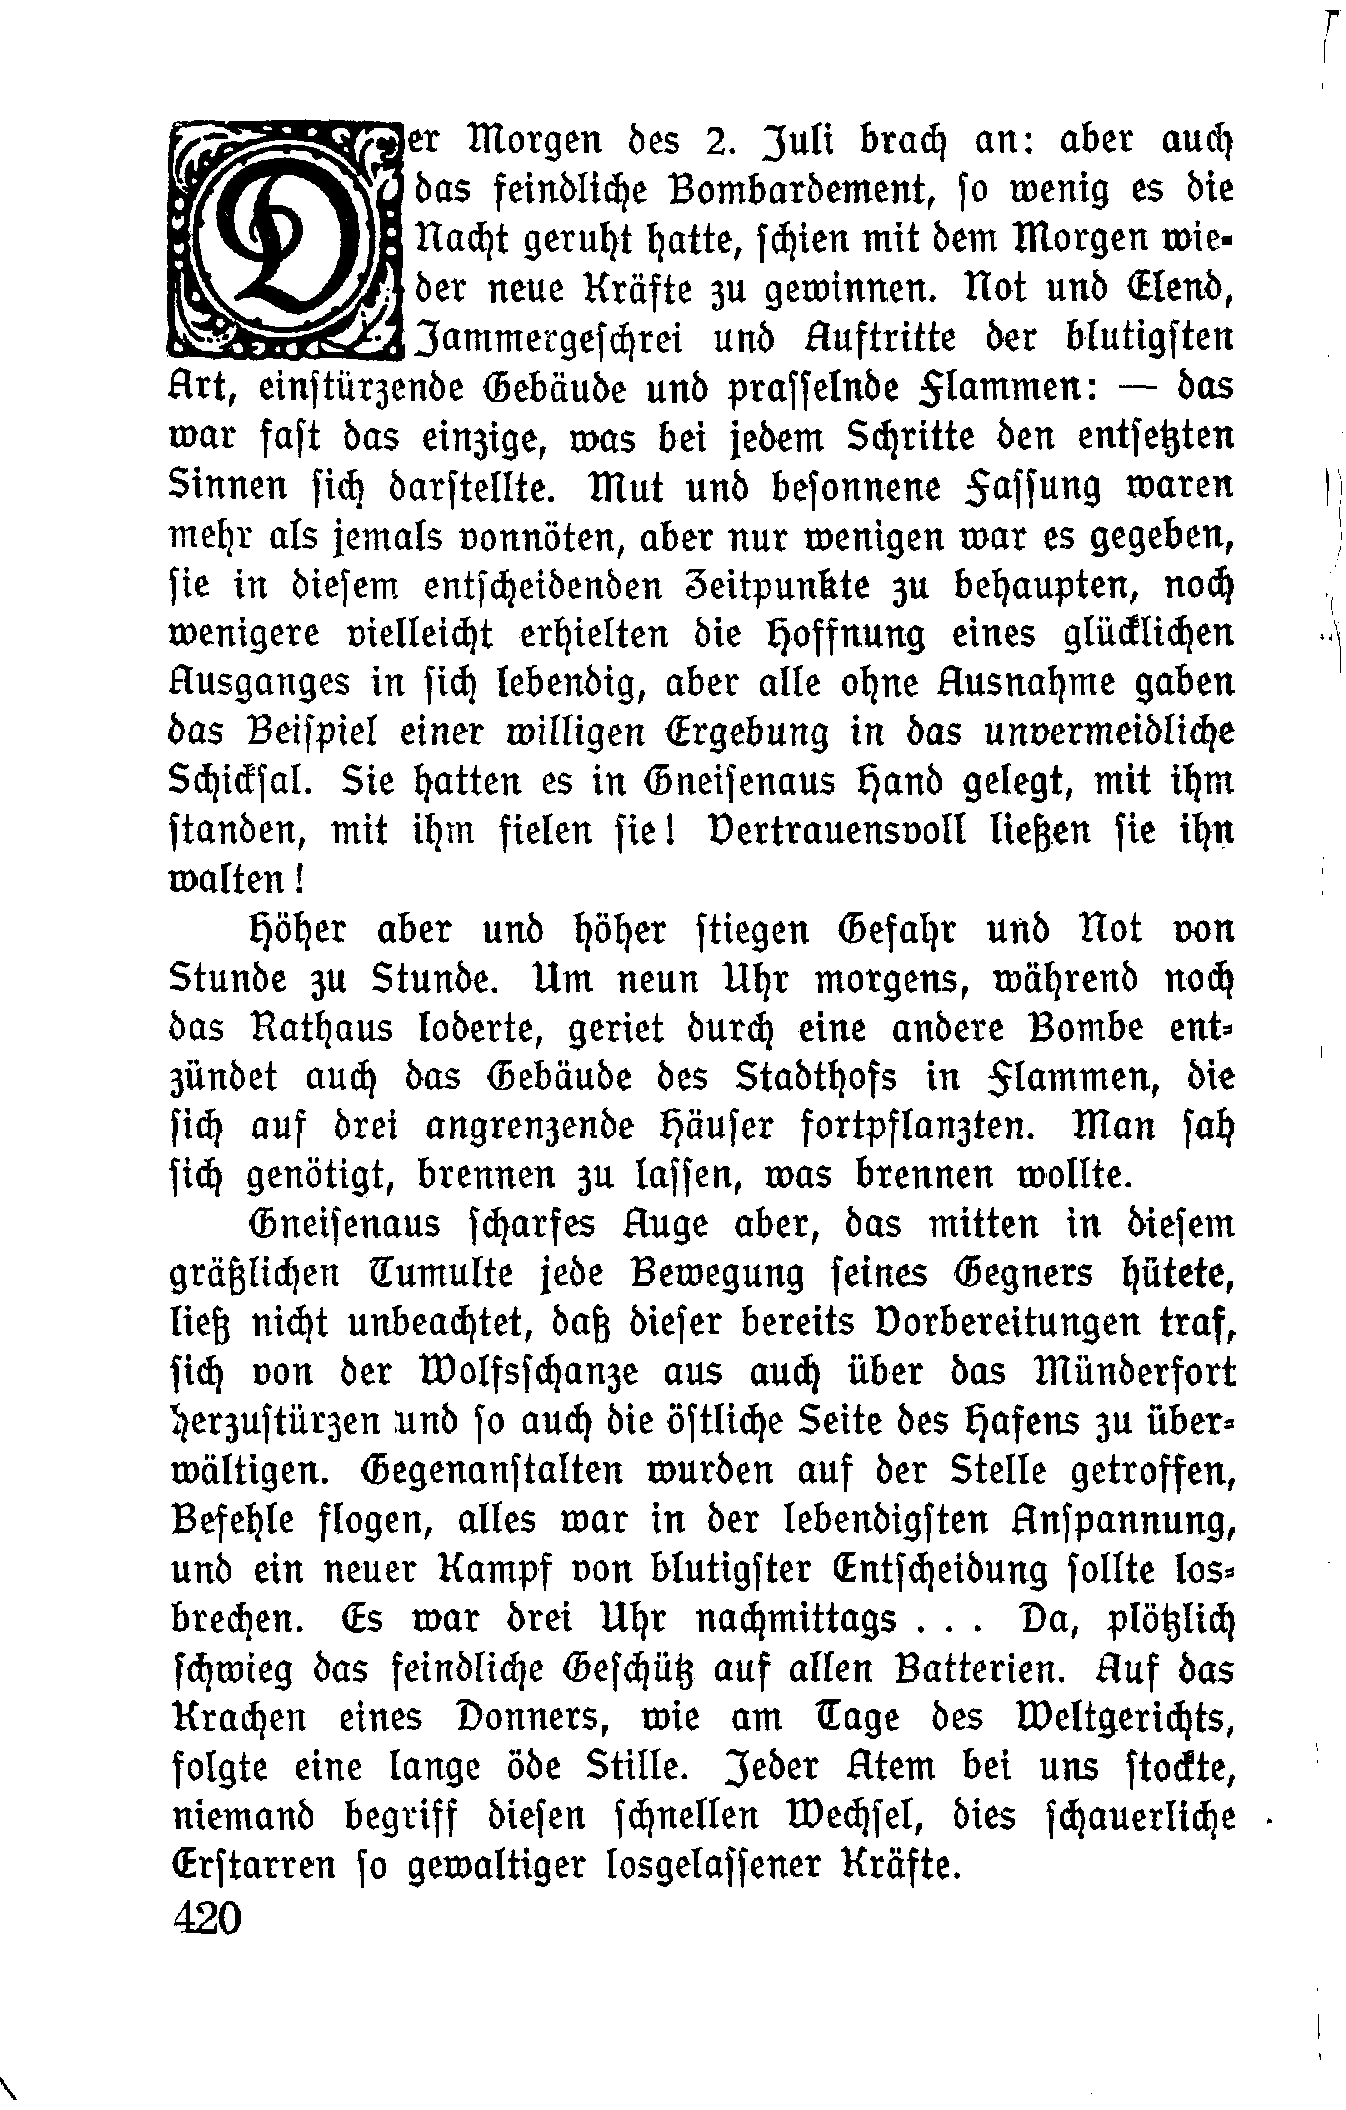 Der Morgen des 2. Juli brach an: aber auch
das feindliche Bombardement, so wenig es die
Nacht geruht hatte, schien mit dem Morgen wie-
der neue Kräfte zu gewinnen. Not und Elend,
Jammergeschrei und Auftritte der blutigsten
Art, einstürzende Gebäude und prasselnde Flammen: — das
war fast das einzige, was bei jedem Schritte den entsetzten
Sinnen sich darstellte. Mut und besonnene Fassung waren
mehr als jemals vonnöten, aber nur wenigen war es gegeben,
sie in diesem entscheidenden Zeitpunkte zu behaupten, noch
wenigere vielleicht erhielten die Hoffnung eines glücklichen
Ausganges in sich lebendig, aber alle ohne Ausnahme gaben
das Beispiel einer willigen Ergebung in das unvermeidliche
Schicksal. Sie hatten es in Gneisenaus Hand gelegt, mit ihm
standen, mit ihm fielen sie! Vertrauensvoll ließen sie ihn
walten!
Höher aber und höher stiegen Gefahr und Not von
Stunde zu Stunde. Um neun Uhr morgens, während noch
das Rathaus loderte, geriet durch eine andere Bombe ent-
zündet auch das Gebäude des Stadthofs in Flammen, die
sich auf drei angrenzende Häuser fortpflanzten. Man sah
sich genötigt, brennen zu lassen, was brennen wollte.
Gneisenaus scharfes Auge aber, das mitten in diesem
gräßlichen Tumulte jede Bewegung seines Gegners hütete,
ließ nicht unbeachtet, daß dieser bereits Vorbereitungen traf,
sich von der Wolfsschanze aus auch über das Münderfort
herzustürzen und so auch die östliche Seite des Hafens zu über-
wältigen. Gegenanstalten wurden auf der Stelle getroffen,
Befehle flogen, alles war in der lebendigsten Anspannung,
und ein neuer Kampf von blutigster Entscheidung sollte los-
brechen. Es war drei Uhr nachmittags . . . Da, plötzlich
schwieg das feindliche Geschütz auf allen Batterien. Auf das
Krachen eines Donners, wie am Tage des Weltgerichts,
folgte eine lange öde Stille. Jeder Atem bei uns stockte,
niemand begriff diesen schnellen Wechsel, dies schauerliche
Erstarren so gewaltiger losgelassener Kräfte.
420